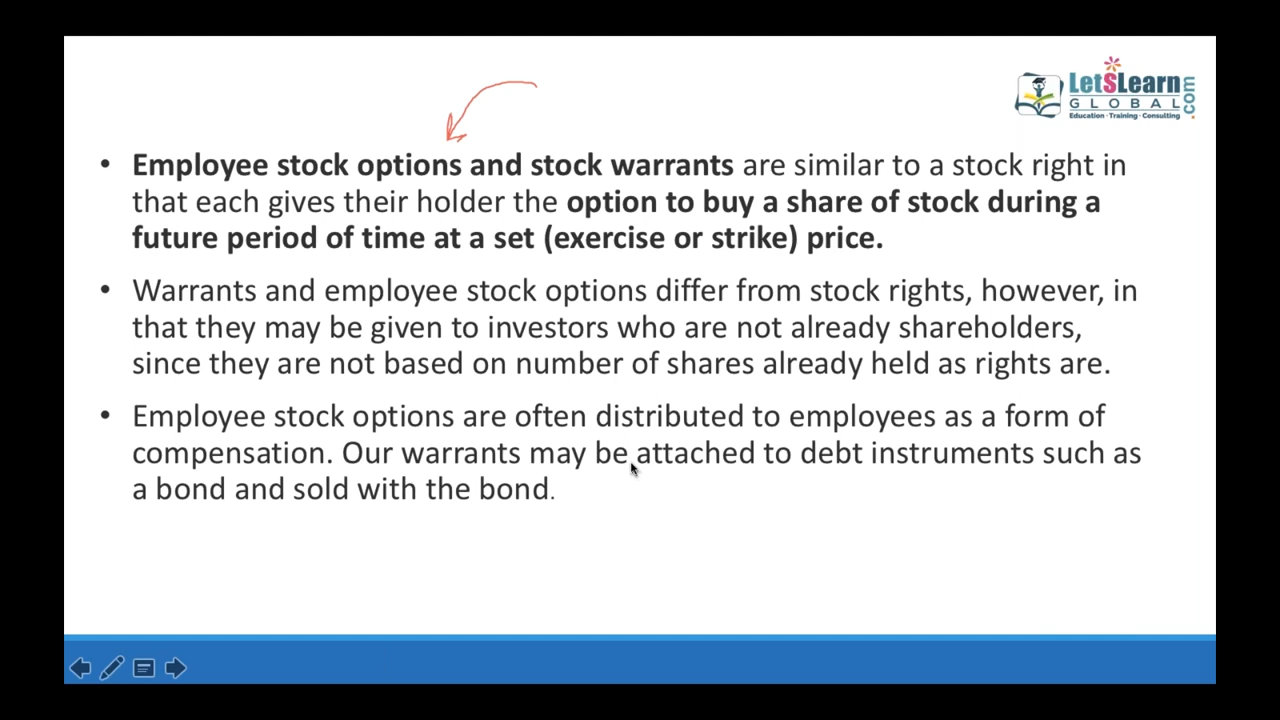 LetSLearn
GLOBAL
.com
Education • Training • Consulting
• Employee stock options and stock warrants are similar to a stock right in
that each gives their holder the option to buy a share of stock during a
future period of time at a set (exercise or strike) price.
• Warrants and employee stock options differ from stock rights, however, in
that they may be given to investors who are not already shareholders,
since they are not based on number of shares already held as rights are.
• Employee stock options are often distributed to employees as a form of
compensation. Our warrants may be attached to debt instruments such as
a bond and sold with the bond.